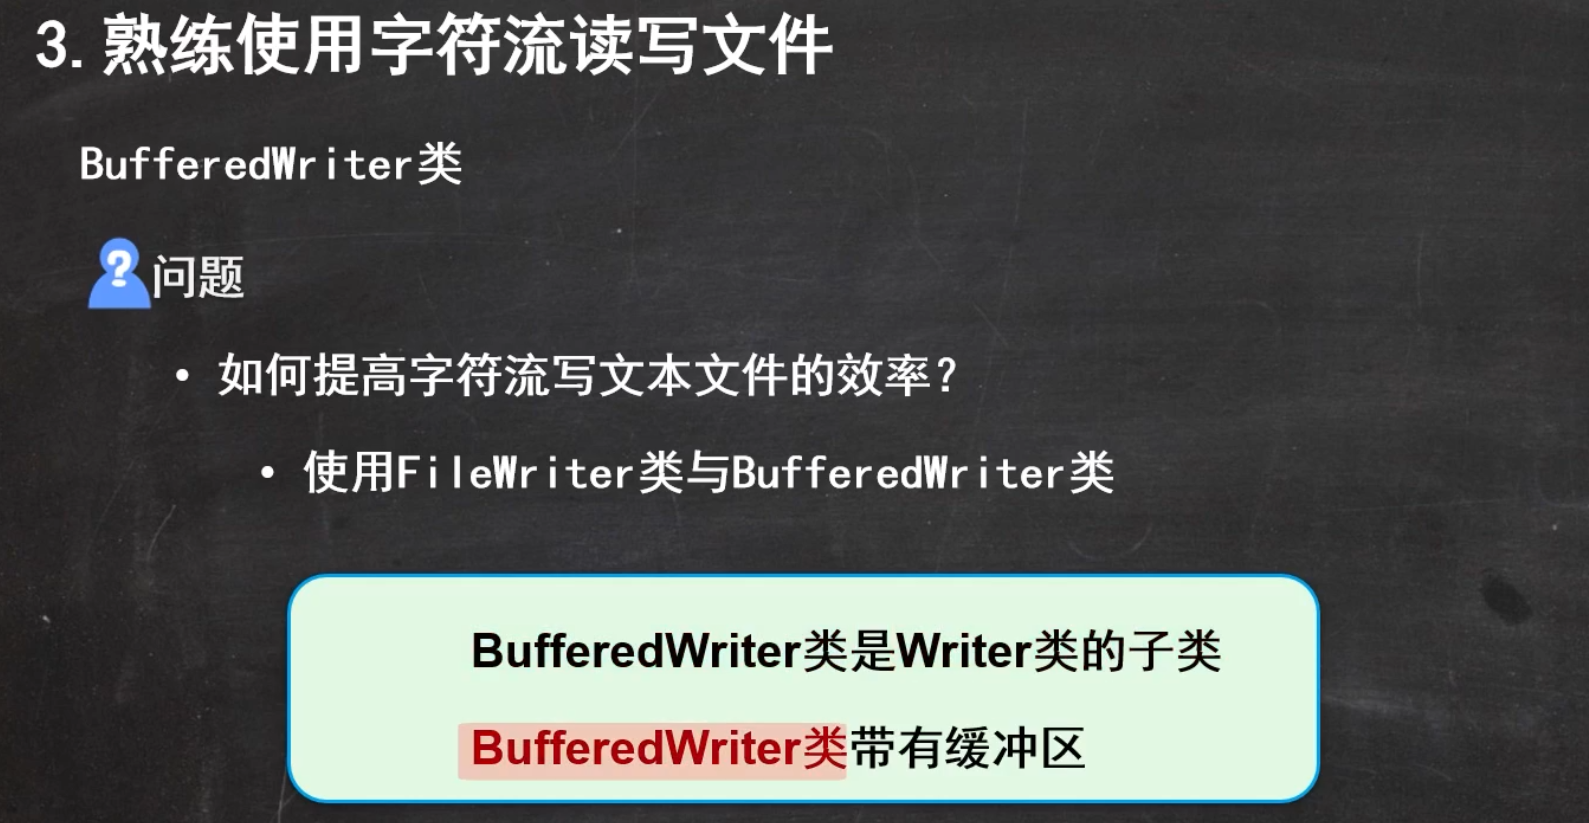 3. 熟练使用字符流读写文件
BufferedWriter类
?问题
• 如何提高字符流写文本文件的效率？
• 使用FileWriter类与BufferedWriter类
BufferedWriter类是Writer类的子类
BufferedWriter类带有缓冲区